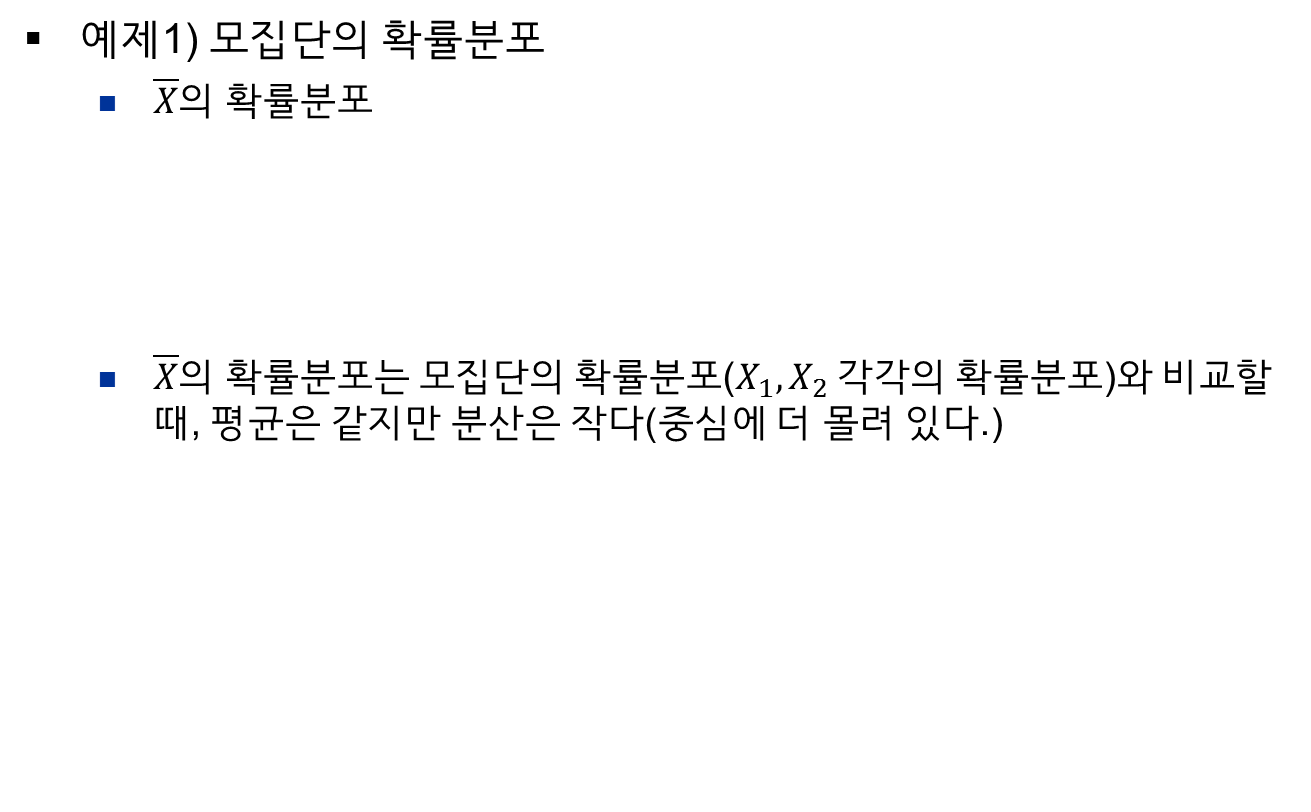 ▪ 예제1) 모집단의 확률분포
▪ X̅의 확률분포
▪ X̅의 확률분포는 모집단의 확률분포(X₁, X₂ 각각의 확률분포)와 비교할
때, 평균은 같지만 분산은 작다(중심에 더 몰려 있다.)